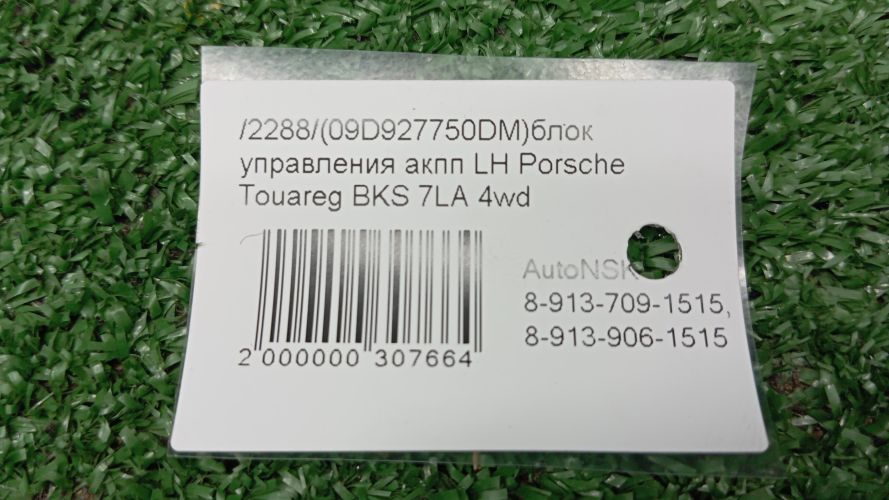 /2288/(09D927750DM)блок
управления акпп LH Porsche
Touareg BKS 7LA 4wd
AutoNSK
8-913-709-1515,
8-913-906-1515
2 000000 307664